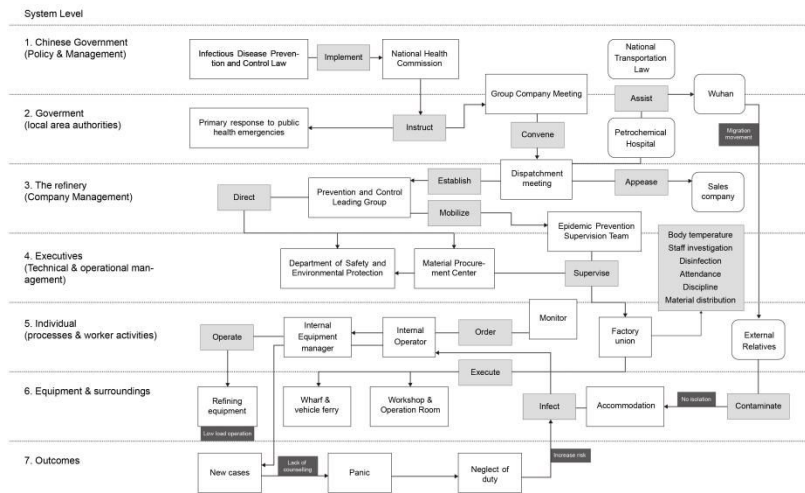 System Level
1. Chinese Government
(Policy & Management)
Infectious Disease Preven-
tion and Control Law
Implement
National Health
Commission
National
Transportation
Law
Group Company Meeting
Assist
Wuhan
2. Goverment
(local area authorities)
Primary response to public
health emergencies
Instruct
Convene
Petrochemical
Hospital
Migration
movement
3. The refinery
(Company Management)
Direct
Prevention and Control
Leading Group
Establish
Mobilize
Dispatchment
meeting
Appease
Sales
company
Epidemic Prevention
Supervision Team
Body temperature
Staff investigation
Disinfection
Attendance
Discipline
Material distribution
4. Executives
(Technical & operational man-
agement)
Department of Safety and
Environmental Protection
Material Procure-
ment Center
Supervise
5. Individual
(processes & worker activities)
Operate
Internal
Equipment
manager
Internal
Operator
Order
Monitor
Factory
union
External
Relatives
Execute
6. Equipment & surroundings
Refining
equipment
Low load operation
Wharf &
vehicle ferry
Workshop &
Operation Room
Infect
Accommodation
No isolation
Contaminate
7. Outcomes
New cases
Lack of
counselling
Panic
Neglect of
duty
Increase risk